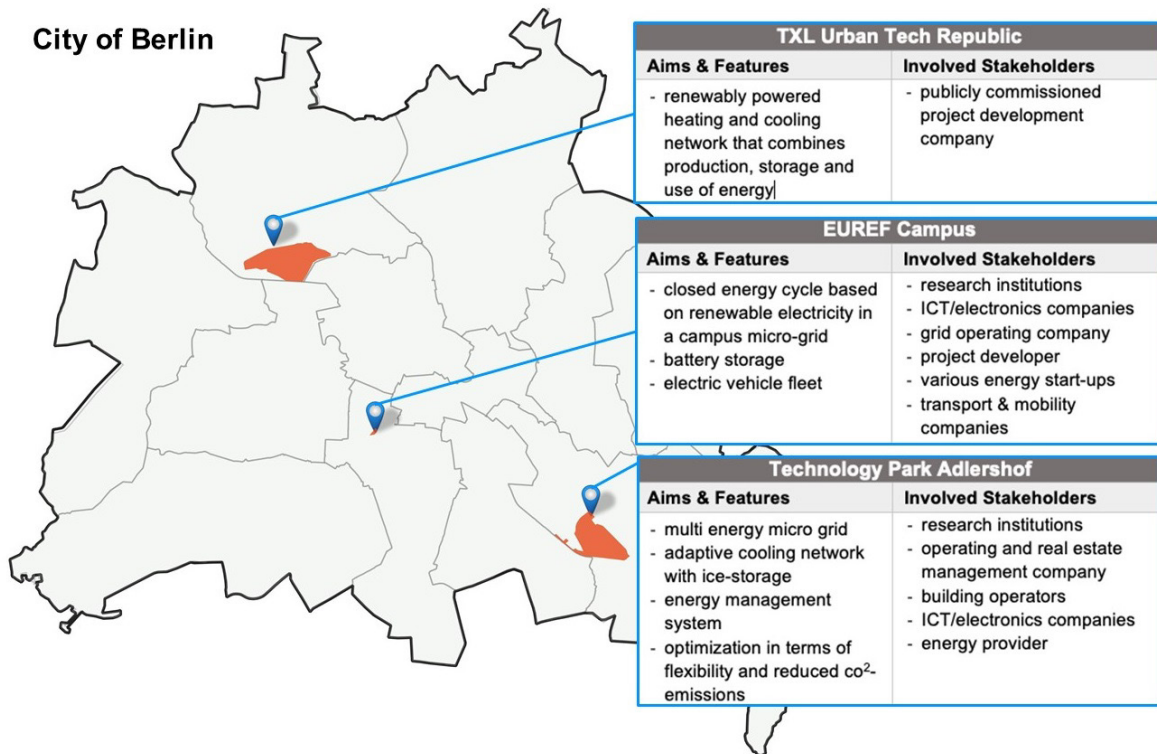 City of Berlin
TXL Urban Tech Republic
Aims & Features
- renewably powered
heating and cooling
network that combines
production, storage and
use of energy
Involved Stakeholders
- publicly commissioned
project development
company
EUREF Campus
Aims & Features
- closed energy cycle based
on renewable electricity in
a campus micro-grid
- battery storage
- electric vehicle fleet
Involved Stakeholders
- research institutions
- ICT/electronics companies
- grid operating company
- project developer
- various energy start-ups
- transport & mobility
companies
Technology Park Adlershof
Aims & Features
- multi energy micro grid
- adaptive cooling network
with ice-storage
- energy management
system
- optimization in terms of
flexibility and reduced co²-
emissions
Involved Stakeholders
- research institutions
- operating and real estate
management company
- building operators
- ICT/electronics companies
- energy provider